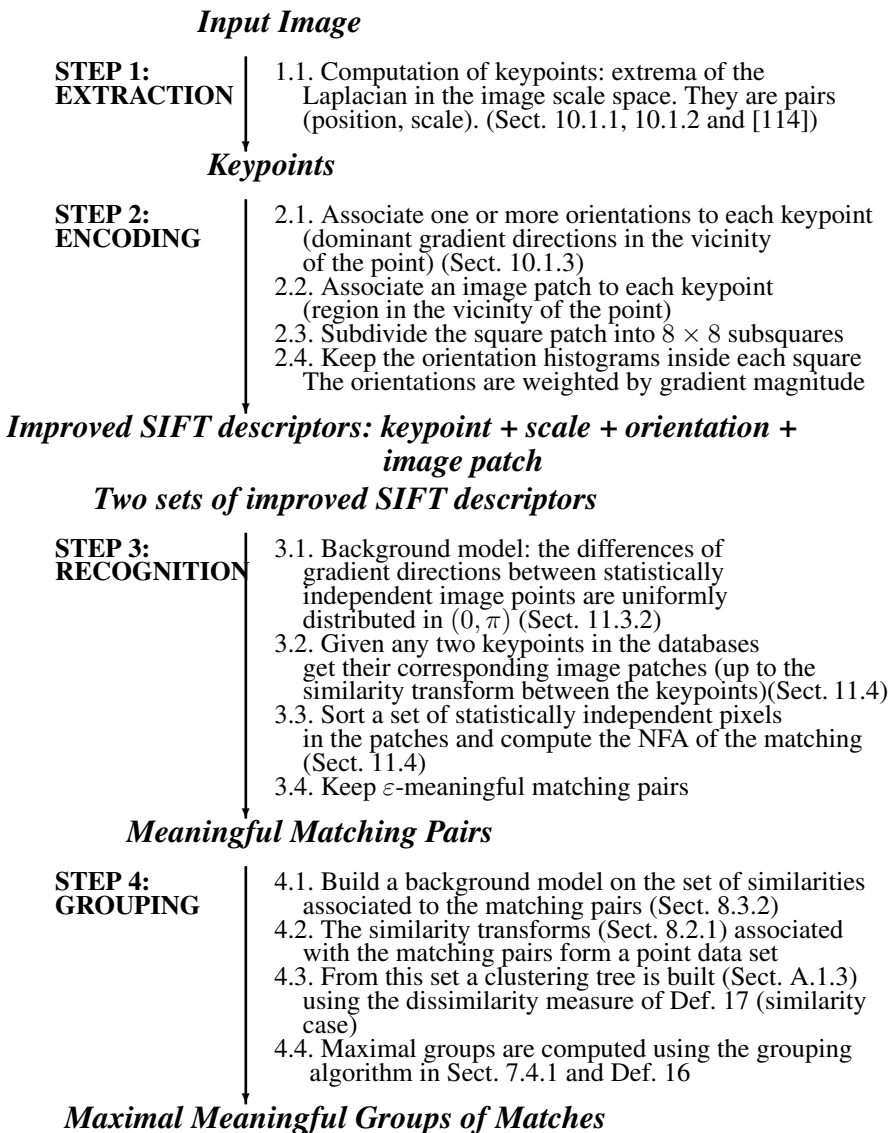 Input Image
STEP 1:
EXTRACTION
1.1. Computation of keypoints: extrema of the
Laplacian in the image scale space. They are pairs
(position, scale). (Sect. 10.1.1, 10.1.2 and [114])
Keypoints
STEP 2:
ENCODING
2.1. Associate one or more orientations to each keypoint
(dominant gradient directions in the vicinity
of the point) (Sect. 10.1.3)
2.2. Associate an image patch to each keypoint
(region in the vicinity of the point)
2.3. Subdivide the square patch into 8 × 8 subsquares
2.4. Keep the orientation histograms inside each square
The orientations are weighted by gradient magnitude
Improved SIFT descriptors: keypoint + scale + orientation +
image patch
Two sets of improved SIFT descriptors
STEP 3:
RECOGNITION
3.1. Background model: the differences of
gradient directions between statistically
independent image points are uniformly
distributed in (0, π) (Sect. 11.3.2)
3.2. Given any two keypoints in the databases
get their corresponding image patches (up to the
similarity transform between the keypoints)(Sect. 11.4)
3.3. Sort a set of statistically independent pixels
in the patches and compute the NFA of the matching
(Sect. 11.4)
3.4. Keep ε-meaningful matching pairs
Meaningful Matching Pairs
STEP 4:
GROUPING
4.1. Build a background model on the set of similarities
associated to the matching pairs (Sect. 8.3.2)
4.2. The similarity transforms (Sect. 8.2.1) associated
with the matching pairs form a point data set
4.3. From this set a clustering tree is built (Sect. A.1.3)
using the dissimilarity measure of Def. 17 (similarity
case)
4.4. Maximal groups are computed using the grouping
algorithm in Sect. 7.4.1 and Def. 16
Maximal Meaningful Groups of Matches